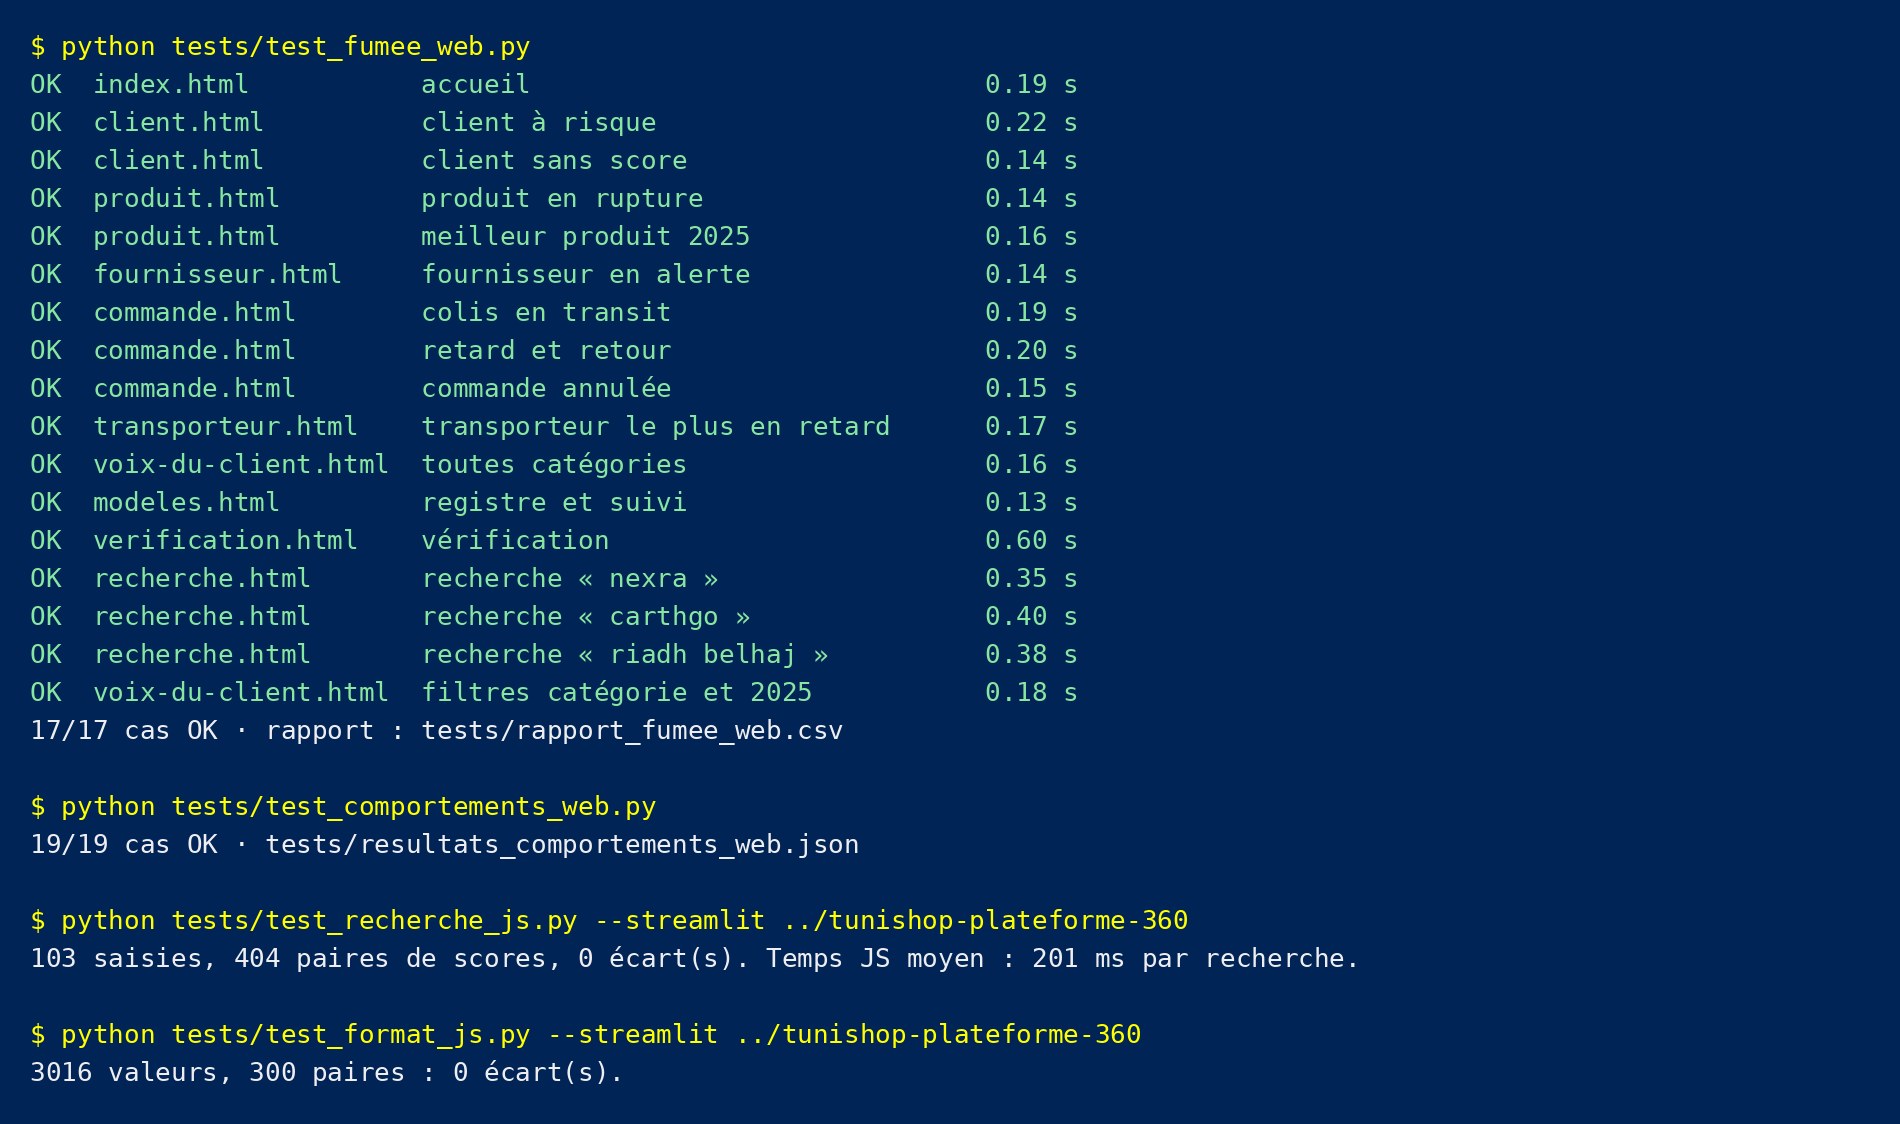 $ python tests/test_fumee_web.py
OK  index.html           accueil                             0.19 s
OK  client.html          client à risque                     0.22 s
OK  client.html          client sans score                   0.14 s
OK  produit.html         produit en rupture                  0.14 s
OK  produit.html         meilleur produit 2025               0.16 s
OK  fournisseur.html     fournisseur en alerte               0.14 s
OK  commande.html        colis en transit                    0.19 s
OK  commande.html        retard et retour                    0.20 s
OK  commande.html        commande annulée                    0.15 s
OK  transporteur.html    transporteur le plus en retard      0.17 s
OK  voix-du-client.html  toutes catégories                   0.16 s
OK  modeles.html         registre et suivi                   0.13 s
OK  verification.html    vérification                        0.60 s
OK  recherche.html       recherche « nexra »                 0.35 s
OK  recherche.html       recherche « carthgo »               0.40 s
OK  recherche.html       recherche « riadh belhaj »          0.38 s
OK  voix-du-client.html  filtres catégorie et 2025           0.18 s
17/17 cas OK · rapport : tests/rapport_fumee_web.csv
$ python tests/test_comportements_web.py
19/19 cas OK · tests/resultats_comportements_web.json
$ python tests/test_recherche_js.py --streamlit ../tunishop-plateforme-360
103 saisies, 404 paires de scores, 0 écart(s). Temps JS moyen : 201 ms par recherche.
$ python tests/test_format_js.py --streamlit ../tunishop-plateforme-360
3016 valeurs, 300 paires : 0 écart(s).